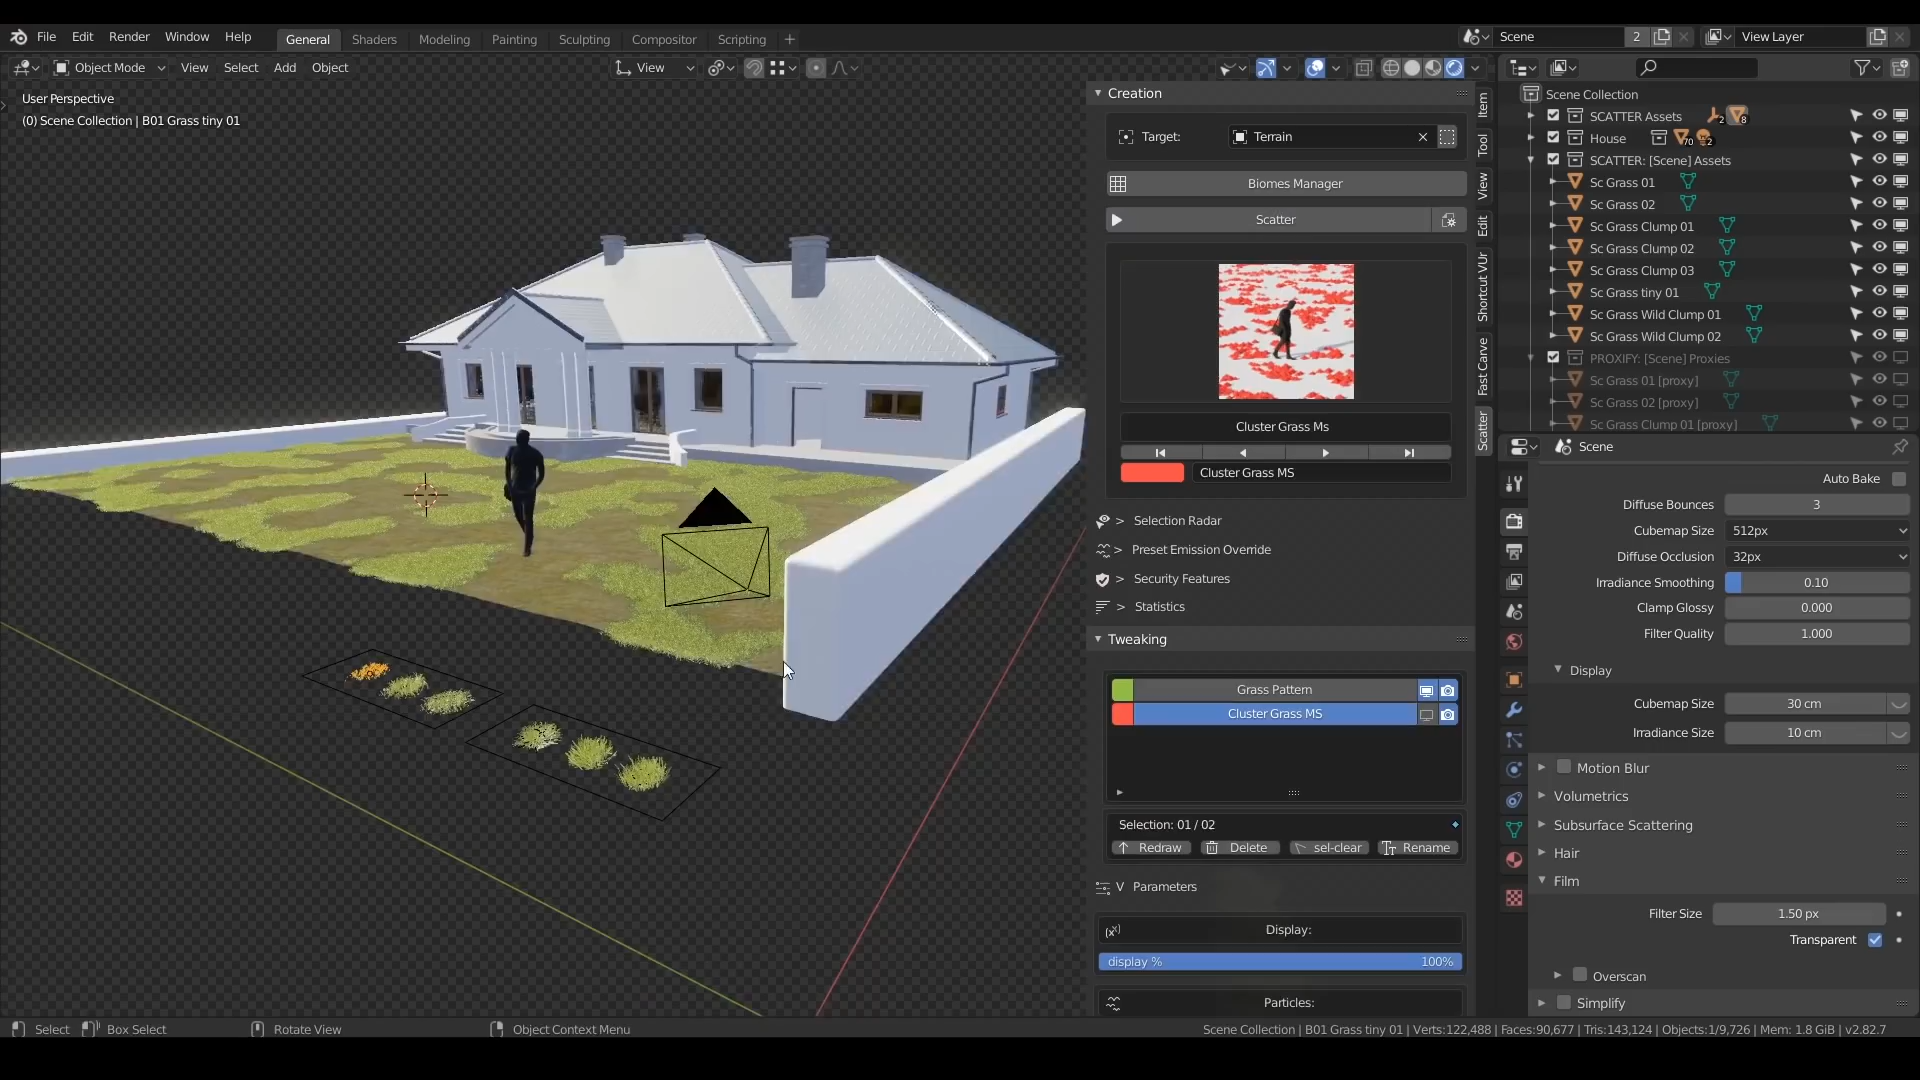 File Edit Render Window Help General Shaders Modeling Painting Sculpting Compositor Scripting + Scene 2 View Layer
Object Mode View Select Add Object View
User Perspective
(0) Scene Collection | B01 Grass tiny 01
Creation
Target: Terrain
Biomes Manager
Scatter
Cluster Grass Ms
Cluster Grass MS
> Selection Radar
> Preset Emission Override
> Security Features
> Statistics
Tweaking
Grass Pattern
Cluster Grass MS
Selection: 01 / 02
Redraw Delete sel-clear Rename
V Parameters
(x) Display:
display % 100%
Particles:
Item
Tool
View
Edit
Shortcut VUr
Fast Carve
Scatter
Scene Collection
SCATTER Assets 2 8
House 70 2
SCATTER: [Scene] Assets
Sc Grass 01
Sc Grass 02
Sc Grass Clump 01
Sc Grass Clump 02
Sc Grass Clump 03
Sc Grass tiny 01
Sc Grass Wild Clump 01
Sc Grass Wild Clump 02
PROXIFY: [Scene] Proxies
Sc Grass 01 [proxy]
Sc Grass 02 [proxy]
Sc Grass Clump 01 [proxy]
Scene
Auto Bake
Diffuse Bounces 3
Cubemap Size 512px
Diffuse Occlusion 32px
Irradiance Smoothing 0.10
Clamp Glossy 0.000
Filter Quality 1.000
Display
Cubemap Size 30 cm
Irradiance Size 10 cm
Motion Blur
Volumetrics
Subsurface Scattering
Hair
Film
Filter Size 1.50 px
Transparent
Overscan
Simplify
Select Box Select Rotate View Object Context Menu Scene Collection | B01 Grass tiny 01 | Verts:122,488 | Faces:90,677 | Tris:143,124 | Objects:1/9,726 | Mem: 1.8 GiB | v2.82.7